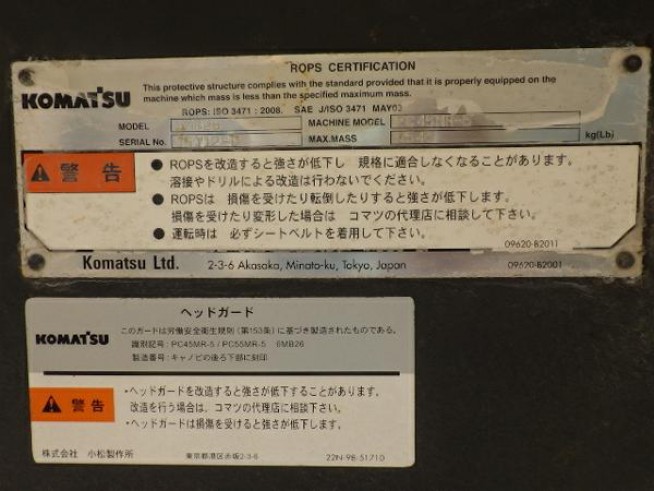 ROPS CERTIFICATION
KOMATSU
This protective structure complies with the standard provided that it is properly equipped on the
machine which mass is less than the specified maximum mass.
ROPS: ISO 3471 : 2008, SAE J/ISO 3471 MAY03
MODEL
MACHINE MODEL
SERIAL No.
MAX.MASS
kg(Lb)
警告
● ROPSを改造すると強さが低下し 規格に適合しなくなることがあります。
溶接やドリルによる改造は行わないでください。
● ROPSは 損傷を受けたり転倒したりすると強さが低下します。
損傷を受けたり変形した場合は コマツの代理店に相談して下さい。
● 運転時は 必ずシートベルトを着用して下さい。
09620-B2011
Komatsu Ltd.
2-3-6 Akasaka, Minato-ku, Tokyo, Japan
09620-B2001
ヘッドガード
KOMATSU
このガードは労働安全衛生規則(第153条)に基づき製造されたものである。
識別記号:PC45MR-5 / PC55MR-5 6MB26
製造番号:キャノピの後ろ下部に刻印
警告
・ヘッドガードを改造すると強さが低下することがあります。
改造を行う場合は、コマツの代理店に相談下さい。
・ヘッドガードは損傷を受けると強さが低下します。
株式会社 小松製作所
東京都港区赤坂2-3-6
22N-98-51710